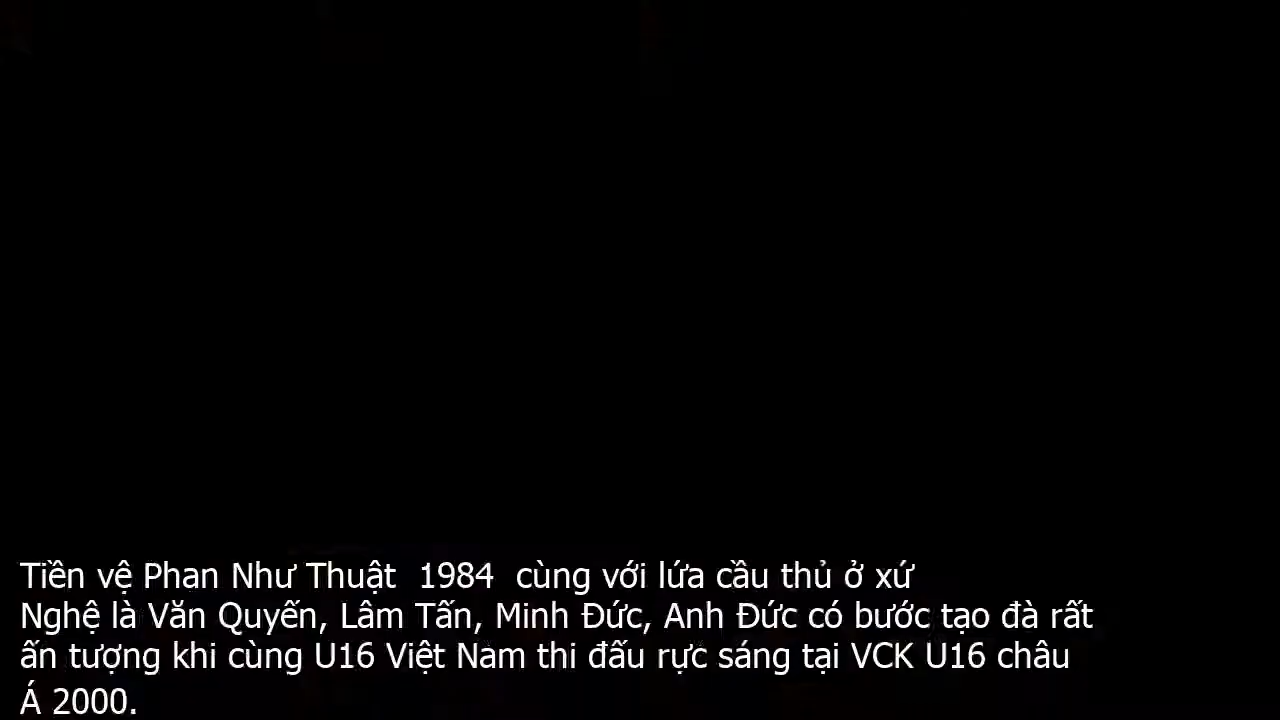 Tiền vệ Phan Như Thuật  1984  cùng với lứa cầu thủ ở xứ
Nghệ là Văn Quyến, Lâm Tấn, Minh Đức, Anh Đức có bước tạo đà rất
ấn tượng khi cùng U16 Việt Nam thi đấu rực sáng tại VCK U16 châu
Á 2000.